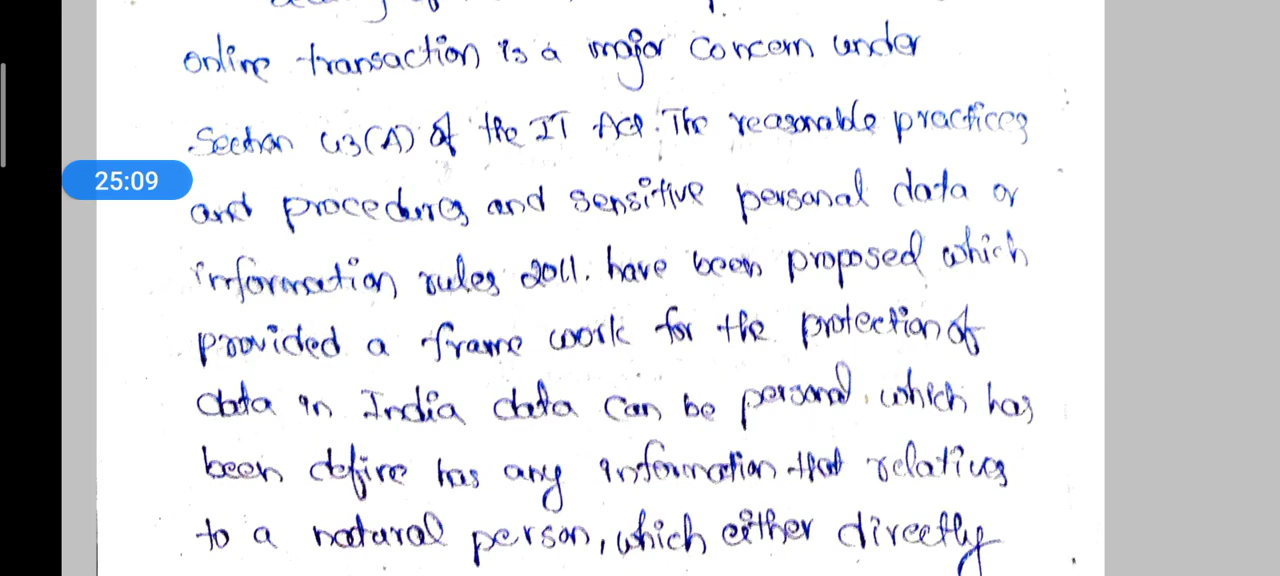 online transaction is a major concern under
Section 43(A) of the IT Act. The reasonable practices
25:09
and procedures and sensitive personal data or
information rules 2011. have been proposed which
provided a frame work for the protection of
data in India data can be personal. which has
been define has any information that relatives
to a natural person, which either directly